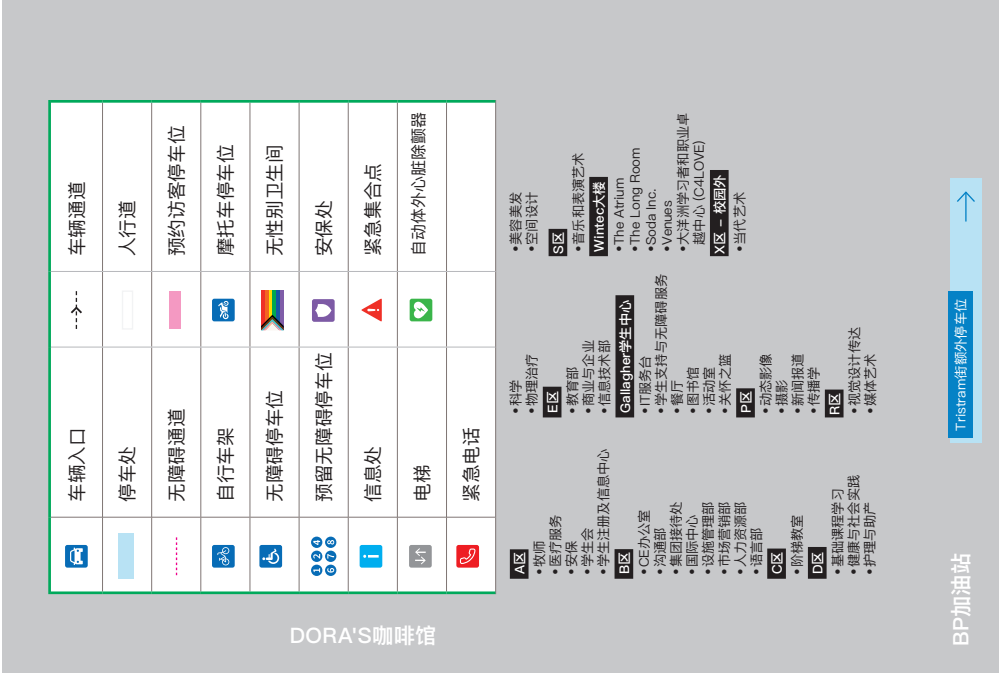 车辆入口
停车处
无障碍通道
自行车架
无障碍停车位
预留无障碍停车位
信息处
电梯
紧急电话
1 2 4
6 7 8
车辆通道
人行道
预约访客停车位
摩托车停车位
无性别卫生间
安保处
紧急集合点
自动体外心脏除颤器
A区
•牧师
•医疗服务
•安保
•学生会
•学生注册及信息中心
B区
•CE办公室
•沟通部
•集团接待处
•国际中心
•设施管理部
•市场营销部
•人力资源部
•语言部
C区
•阶梯教室
D区
•基础课程学习
•健康与社会实践
•护理与助产
•科学
•物理治疗
E区
•教育部
•商业与企业
•信息技术部
Gallagher学生中心
•IT服务台
•学生支持与无障碍服务
•餐厅
•图书馆
•活动室
•关怀之篮
P区
•动态影像
•摄影
•新闻报道
•传播学
R区
•视觉设计传达
•媒体艺术
•美容美发
•空间设计
S区
•音乐和表演艺术
Wintec大楼
•The Atrium
•The Long Room
•Soda Inc.
•Venues
•大洋洲学习者和职业卓
越中心 (C4LOVE)
X区 – 校园外
•当代艺术
Tristram街额外停车位
BP加油站
DORA'S咖啡馆